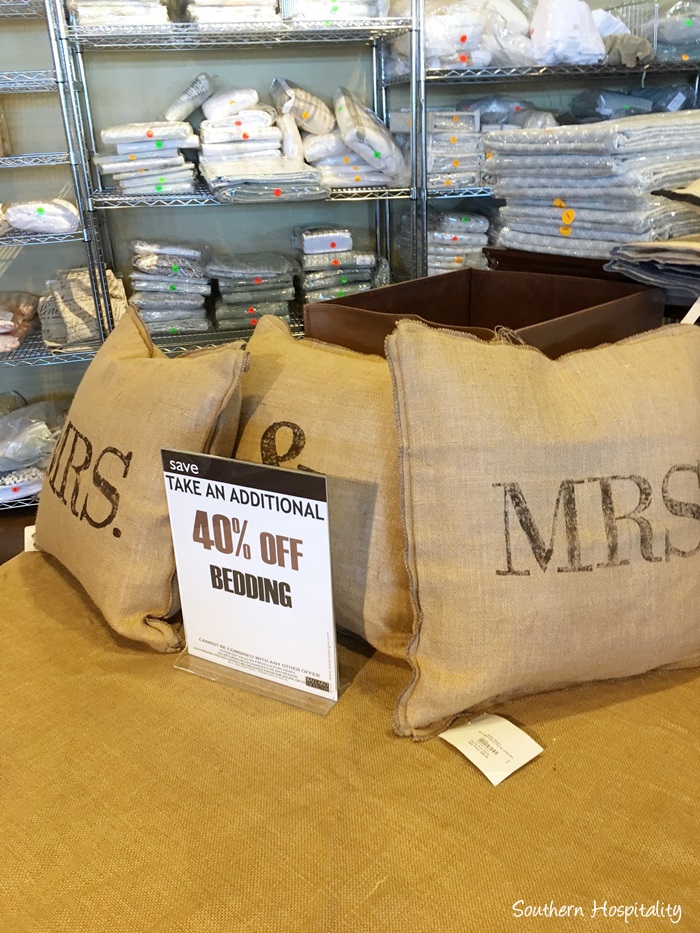 MRS.
&
MRS
save
TAKE AN ADDITIONAL
40% OFF
BEDDING
CANNOT BE COMBINED WITH ANY OTHER OFFER
Southern Hospitality